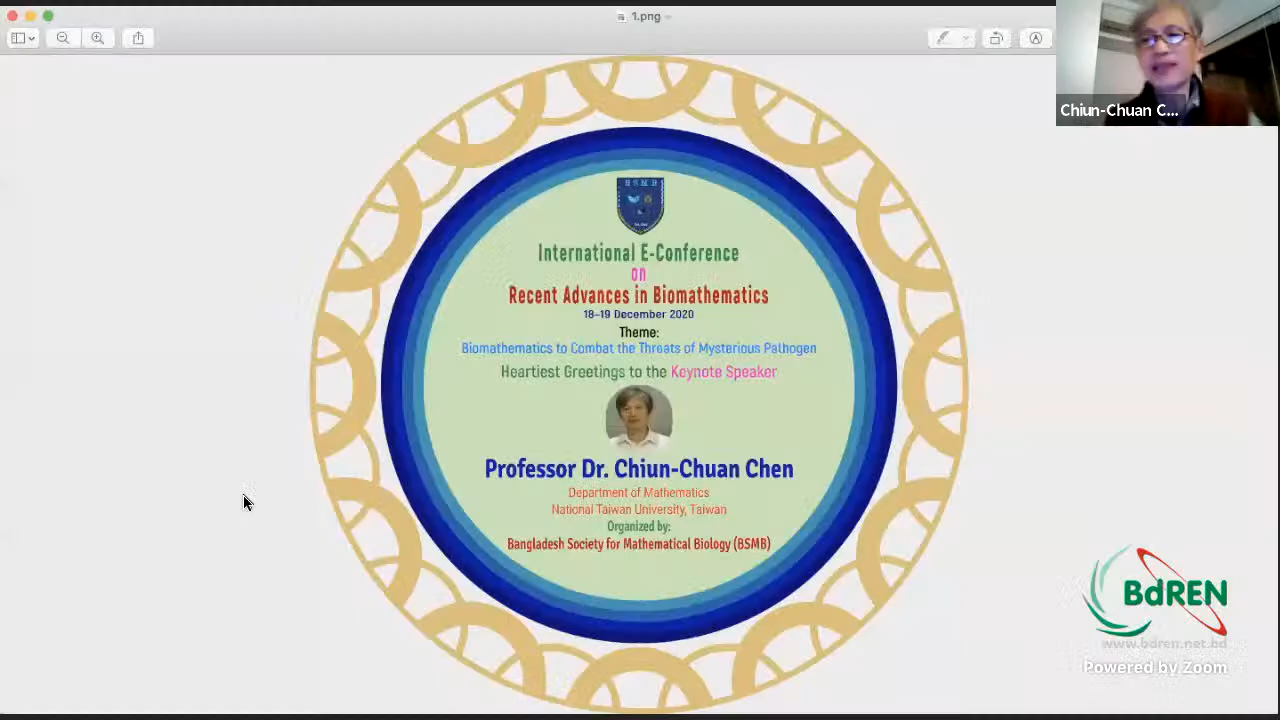 1.png
Chiun-Chuan C...
B S M B
International E-Conference
on
Recent Advances in Biomathematics
18-19 December 2020
Theme:
Biomathematics to Combat the Threats of Mysterious Pathogen
Heartiest Greetings to the Keynote Speaker
Professor Dr. Chiun-Chuan Chen
Department of Mathematics
National Taiwan University, Taiwan
Organized by:
Bangladesh Society for Mathematical Biology (BSMB)
BdREN
www.bdren.net.bd
Powered by Zoom